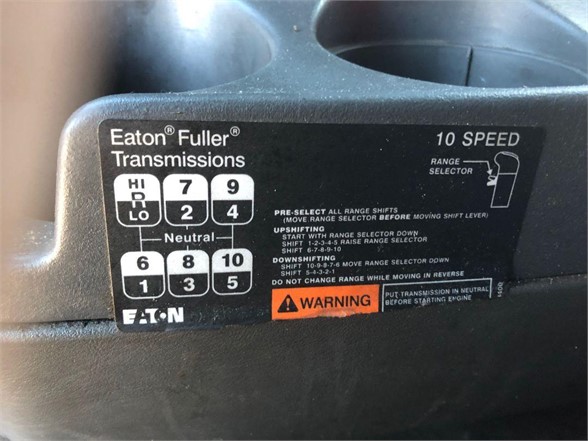 Eaton® Fuller®
Transmissions
10 SPEED
RANGE
SELECTOR
HI
R
LO
7
2
9
4
Neutral
6
1
8
3
10
5
PRE-SELECT ALL RANGE SHIFTS
(MOVE RANGE SELECTOR BEFORE MOVING SHIFT LEVER)
UPSHIFTING
START WITH RANGE SELECTOR DOWN
SHIFT 1-2-3-4-5 RAISE RANGE SELECTOR
SHIFT 6-7-8-9-10
DOWNSHIFTING
SHIFT 10-9-8-7-6 MOVE RANGE SELECTOR DOWN
SHIFT 5-4-3-2-1
DO NOT CHANGE RANGE WHILE MOVING IN REVERSE
WARNING
PUT TRANSMISSION IN NEUTRAL
BEFORE STARTING ENGINE
EATON